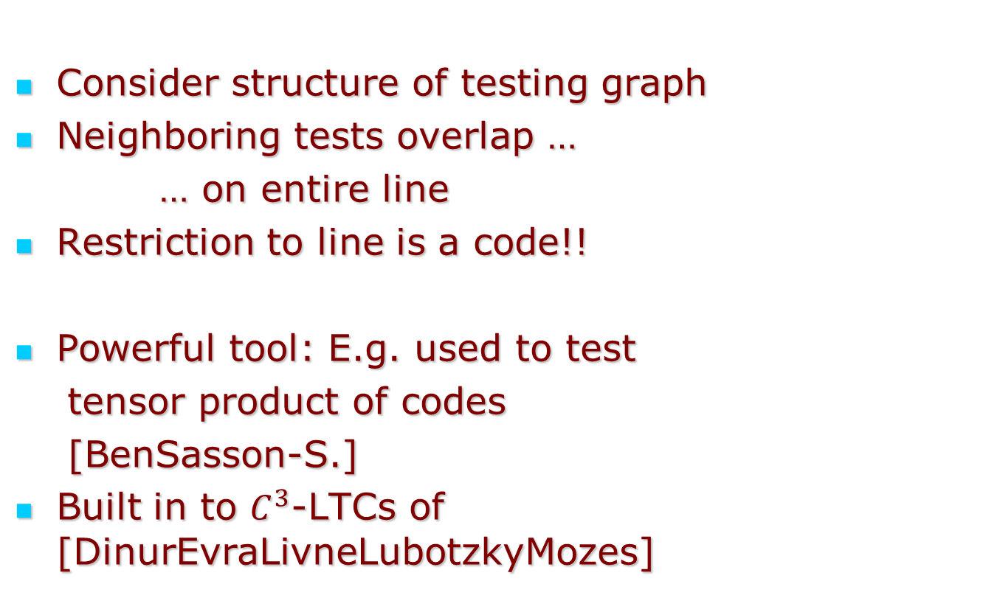 Consider structure of testing graph
Neighboring tests overlap …
… on entire line
Restriction to line is a code!!
Powerful tool: E.g. used to test
tensor product of codes
[BenSasson-S.]
Built in to 𝐶³-LTCs of
[DinurEvraLivneLubotzkyMozes]